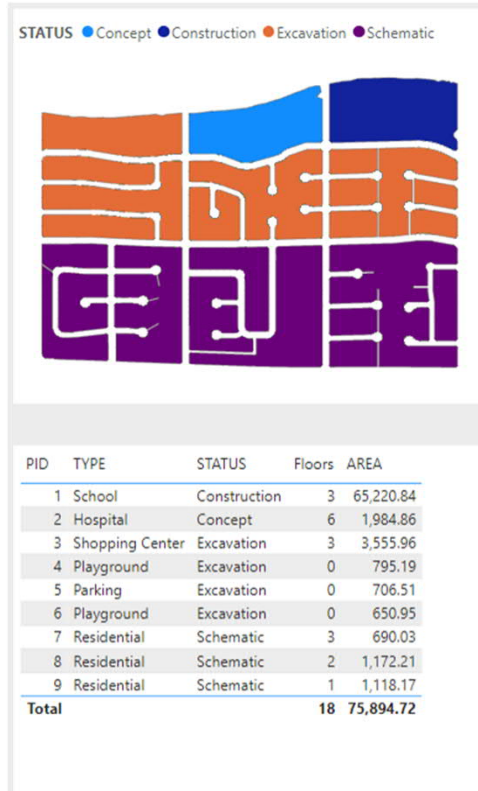 STATUS Concept Construction Excavation Schematic
PID TYPE STATUS Floors AREA
1 School Construction 3 65,220.84
2 Hospital Concept 6 1,984.86
3 Shopping Center Excavation 3 3,555.96
4 Playground Excavation 0 795.19
5 Parking Excavation 0 706.51
6 Playground Excavation 0 650.95
7 Residential Schematic 3 690.03
8 Residential Schematic 2 1,172.21
9 Residential Schematic 1 1,118.17
Total 18 75,894.72